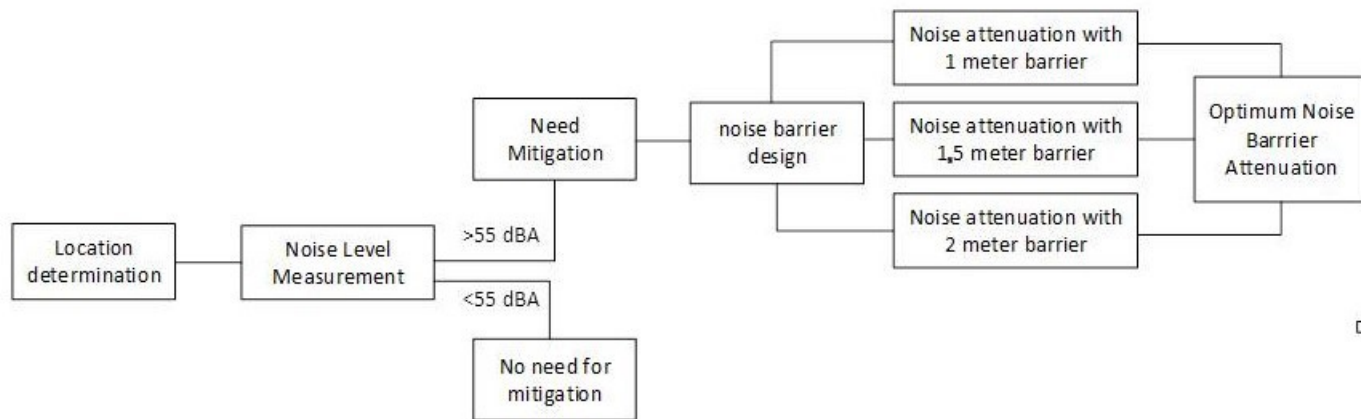 Location
determination
Noise Level
Measurement
>55 dBA
<55 dBA
Need
Mitigation
No need for
mitigation
noise barrier
design
Noise attenuation with
1 meter barrier
Noise attenuation with
1,5 meter barrier
Noise attenuation with
2 meter barrier
Optimum Noise
Barrrier
Attenuation